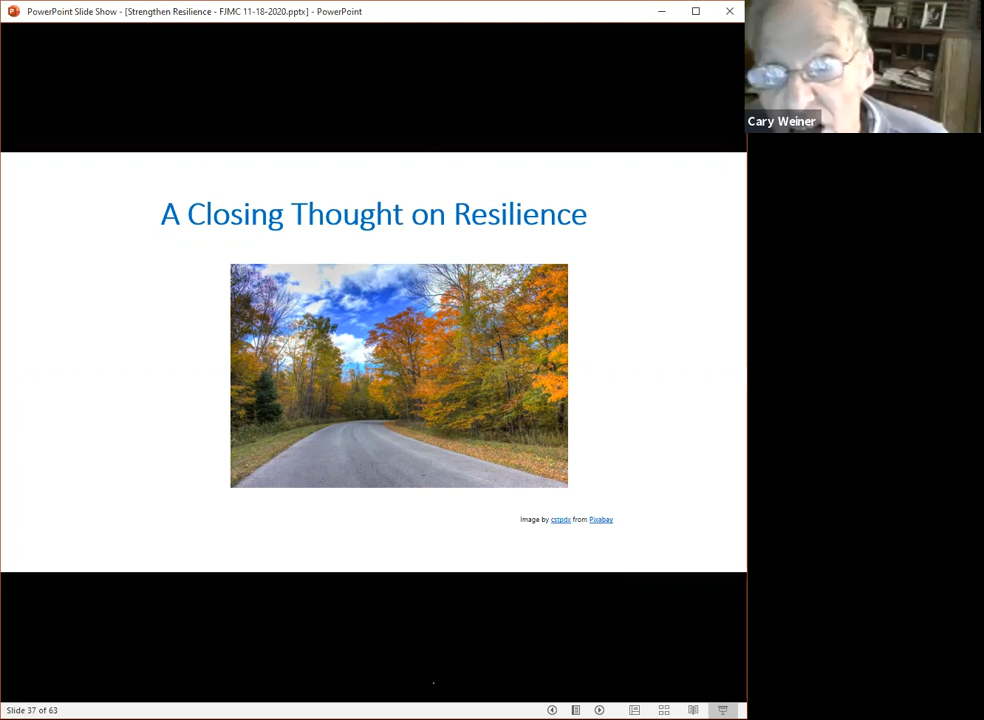 PowerPoint Slide Show - [Strengthen Resilience - FJMC 11-18-2020.pptx] - PowerPoint
Cary Weiner
A Closing Thought on Resilience
Image by cstpdx from Pixabay
Slide 37 of 63